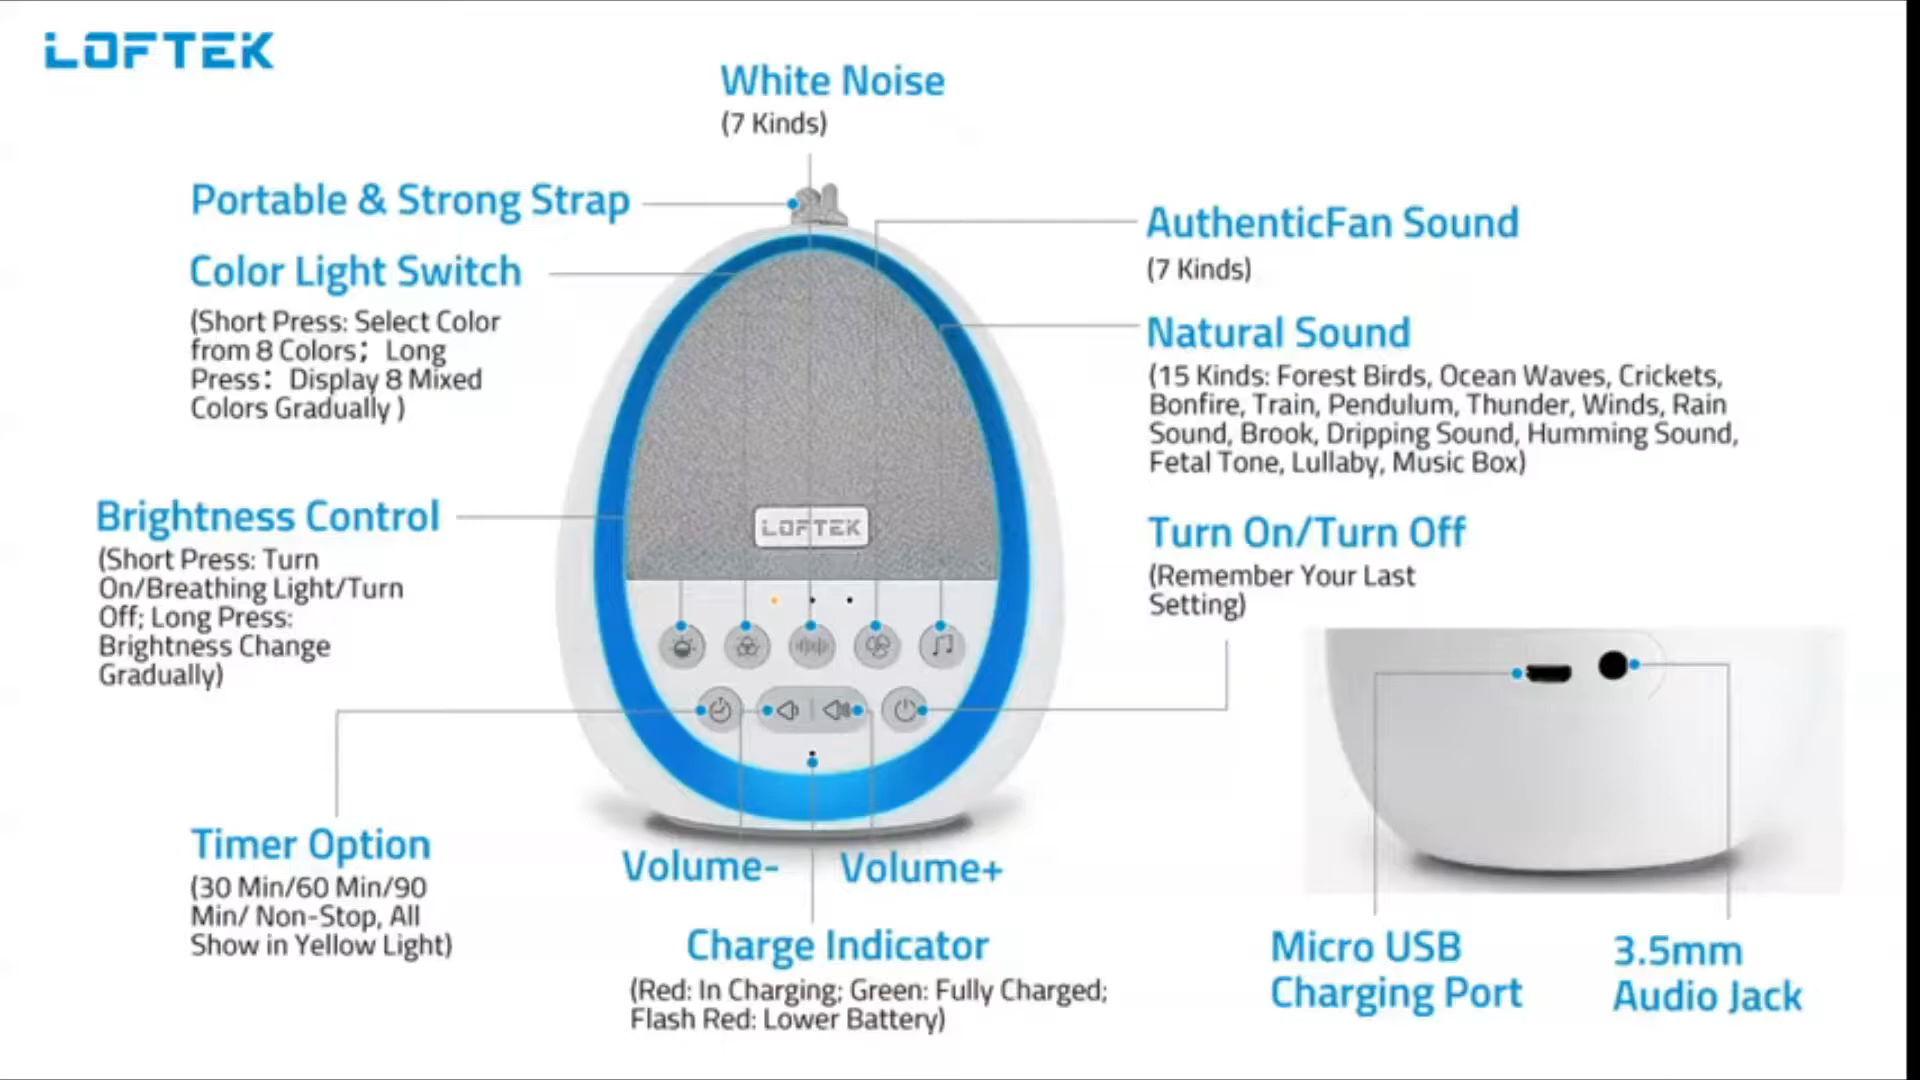 LOFTEK
White Noise
(7 Kinds)
Portable & Strong Strap
Color Light Switch
(Short Press: Select Color
from 8 Colors; Long
Press: Display 8 Mixed
Colors Gradually )
Brightness Control
(Short Press: Turn
On/Breathing Light/Turn
Off; Long Press:
Brightness Change
Gradually)
AuthenticFan Sound
(7 Kinds)
Natural Sound
(15 Kinds: Forest Birds, Ocean Waves, Crickets,
Bonfire, Train, Pendulum, Thunder, Winds, Rain
Sound, Brook, Dripping Sound, Humming Sound,
Fetal Tone, Lullaby, Music Box)
LOFTEK
Turn On/Turn Off
(Remember Your Last
Setting)
Timer Option
(30 Min/60 Min/90
Min/ Non-Stop, All
Show in Yellow Light)
Volume-
Volume+
Charge Indicator
(Red: In Charging; Green: Fully Charged;
Flash Red: Lower Battery)
Micro USB
Charging Port
3.5mm
Audio Jack